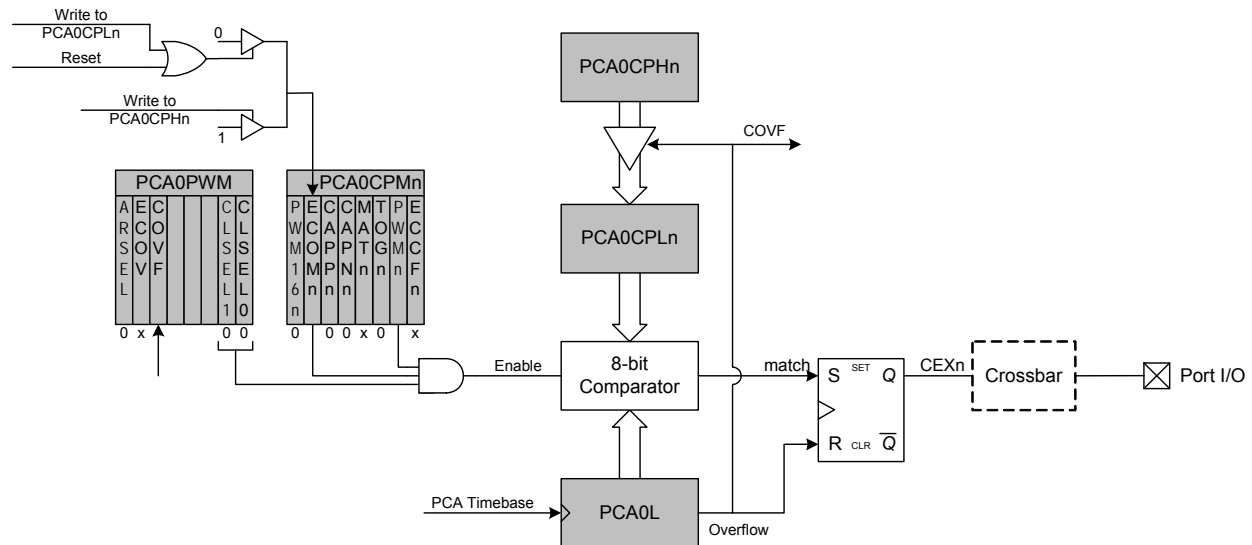 Write to
PCA0CPLn
Reset
0
Write to
PCA0CPHn
1
PCA0CPHn
COVF
PCA0PWM
ARSEL
ECOV
COVF
CLSEL1
CLSEL0
0 x 0 0
PCA0CPMn
PWM16n
ECOMn
CAPPn
CAPNn
MATn
TOGn
PWMn
ECCFn
0 0 0 x 0 x
PCA0CPLn
Enable
8-bit
Comparator
match
S SET Q
R CLR Q
CEXn
Crossbar
Port I/O
PCA Timebase
PCA0L
Overflow